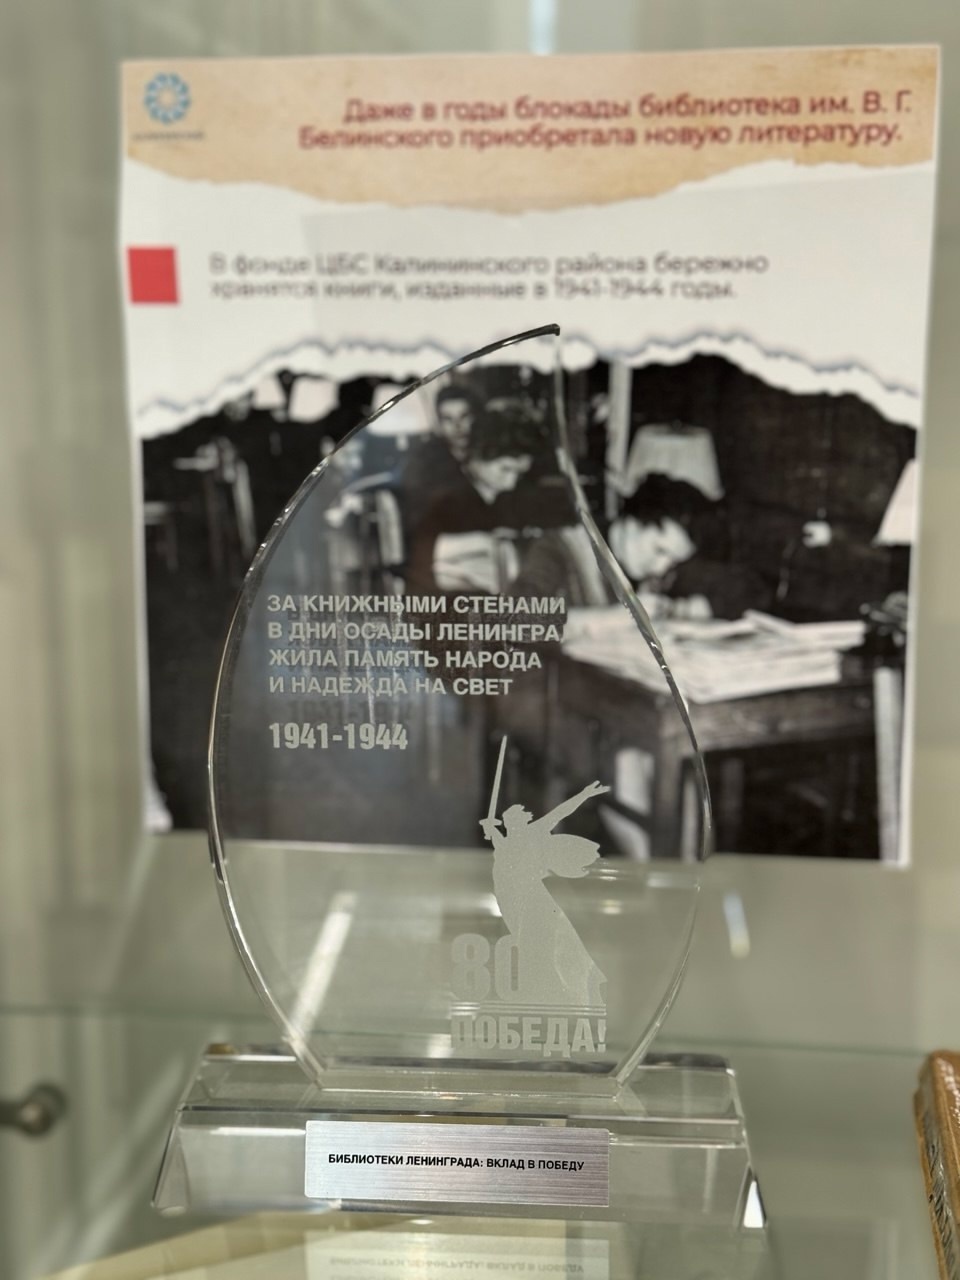 Даже в годы блокады библиотека им. В. Г.
Белинского приобретала новую литературу.
В фонде ЦБС Калининского района бережно
хранятся книги, изданные в 1941-1944 годы.
ЗА КНИЖНЫМИ СТЕНАМИ
В ДНИ ОСАДЫ ЛЕНИНГРАДА
ЖИЛА ПАМЯТЬ НАРОДА
И НАДЕЖДА НА СВЕТ
1941-1944
80
ПОБЕДА!
БИБЛИОТЕКИ ЛЕНИНГРАДА: ВКЛАД В ПОБЕДУ